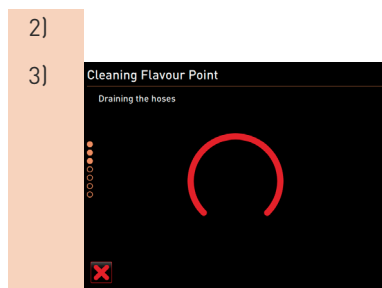 2)
3)
Cleaning Flavour Point
Draining the hoses